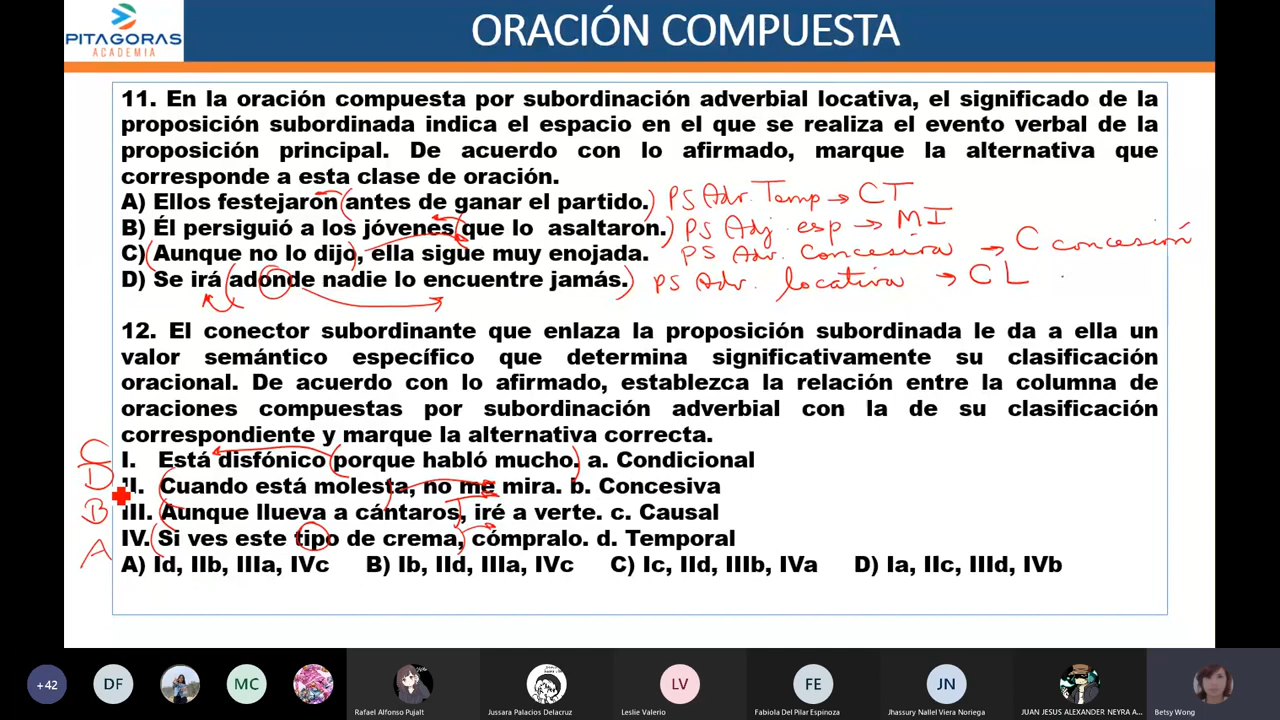 PITAGORAS
ACADEMIA
ORACIÓN COMPUESTA
11. En la oración compuesta por subordinación adverbial locativa, el significado de la
proposición subordinada indica el espacio en el que se realiza el evento verbal de la
proposición principal. De acuerdo con lo afirmado, marque la alternativa que
corresponde a esta clase de oración.
A) Ellos festejaron antes de ganar el partido. PS Adv. Temp → CT
B) Él persiguió a los jóvenes que lo asaltaron. PS Adj. esp → MI
C) Aunque no lo dijo, ella sigue muy enojada. PS Adv. Concesiva → C concesión
D) Se irá adonde nadie lo encuentre jamás. PS Adv. locativa → CL
12. El conector subordinante que enlaza la proposición subordinada le da a ella un
valor semántico específico que determina significativamente su clasificación
oracional. De acuerdo con lo afirmado, establezca la relación entre la columna de
oraciones compuestas por subordinación adverbial con la de su clasificación
correspondiente y marque la alternativa correcta.
C I. Está disfónico porque habló mucho. a. Condicional
D II. Cuando está molesta, no me mira. b. Concesiva
B III. Aunque llueva a cántaros, iré a verte. c. Causal
A IV. Si ves este tipo de crema, cómpralo. d. Temporal
A) Id, IIb, IIIa, IVc B) Ib, IId, IIIa, IVc C) Ic, IId, IIIb, IVa D) Ia, IIc, IIId, IVb
+42 DF MC LV FE JN
Rafael Alfonso Pujalt Jussara Palacios Delacruz Leslie Valerio Fabiola Del Pilar Espinoza Jhassury Nallel Viera Noriega JUAN JESUS ALEXANDER NEYRA A... Betsy Wong